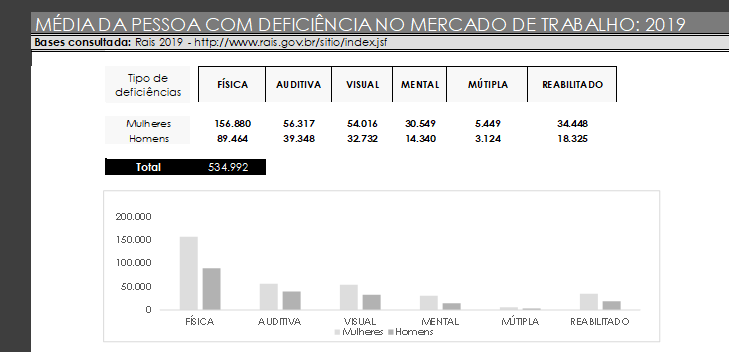 MÉDIA DA PESSOA COM DEFICIÊNCIA NO MERCADO DE TRABALHO: 2019
Bases consultada: Rais 2019 - http://www.rais.gov.br/sitio/index.jsf
Tipo de deficiências FÍSICA AUDITIVA VISUAL MENTAL MÚTIPLA REABILITADO
Mulheres 156.880 56.317 54.016 30.549 5.449 34.448
Homens 89.464 39.348 32.732 14.340 3.124 18.325
Total 534.992
200.000
150.000
100.000
50.000
0
FÍSICA AUDITIVA VISUAL MENTAL MÚTIPLA REABILITADO
Mulheres Homens